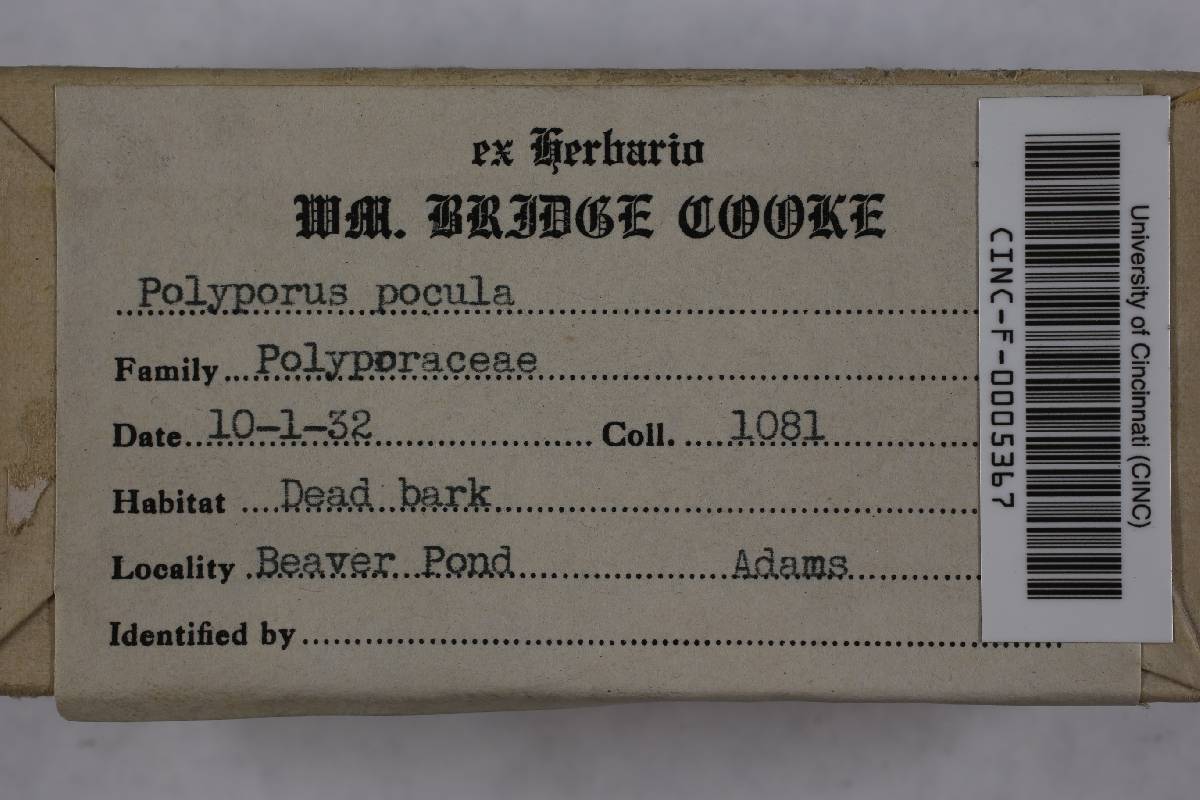 ex Herbario
WM. BRIDGE COOKE
Polyporus pocula
Family Polyporaceae
Date 10-1-32 Coll. 1081
Habitat Dead bark
Locality Beaver Pond Adams
Identified by
CINC-F-0005367
University of Cincinnati (CINC)